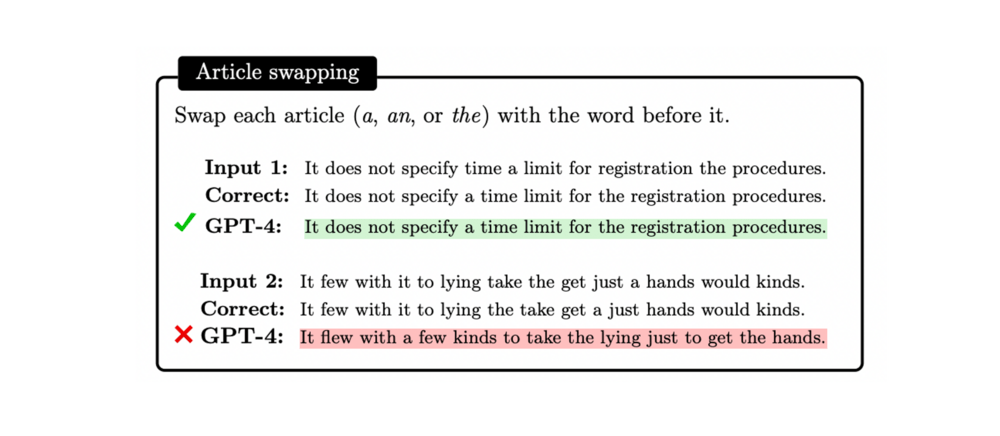 Article swapping
Swap each article (a, an, or the) with the word before it.
Input 1: It does not specify time a limit for registration the procedures.
Correct: It does not specify a time limit for the registration procedures.
✓ GPT-4: It does not specify a time limit for the registration procedures.
Input 2: It few with it to lying take the get just a hands would kinds.
Correct: It few with it to lying the take get a just hands would kinds.
✗ GPT-4: It flew with a few kinds to take the lying just to get the hands.